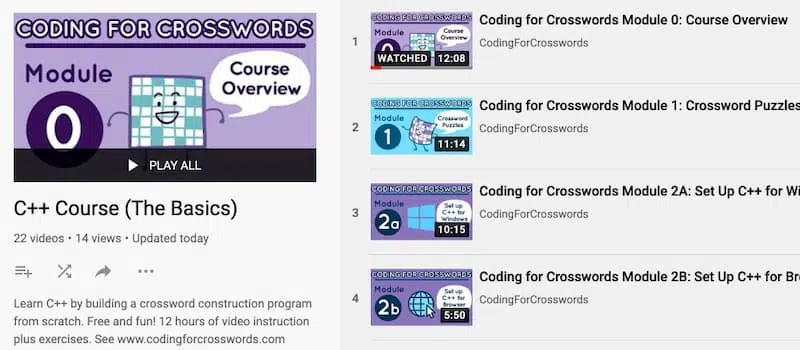 CODING FOR CROSSWORDS
Module
0
Course
Overview
PLAY ALL
C++ Course (The Basics)
22 videos • 14 views • Updated today
Learn C++ by building a crossword construction program
from scratch. Free and fun! 12 hours of video instruction
plus exercises. See www.codingforcrosswords.com
1
CODING FOR CROSSWORDS
Module
Course
Overview
WATCHED
12:08
Coding for Crosswords Module 0: Course Overview
CodingForCrosswords
2
CODING FOR CROSSWORDS
Module
1
Crossword
Puzzles
11:14
Coding for Crosswords Module 1: Crossword Puzzles
CodingForCrosswords
3
CODING FOR CROSSWORDS
Module
2a
Set up
C++ for
Windows
10:15
Coding for Crosswords Module 2A: Set Up C++ for Wi
CodingForCrosswords
4
CODING FOR CROSSWORDS
Module
2b
Set up
C++ for
Browser
5:50
Coding for Crosswords Module 2B: Set Up C++ for Br
CodingForCrosswords